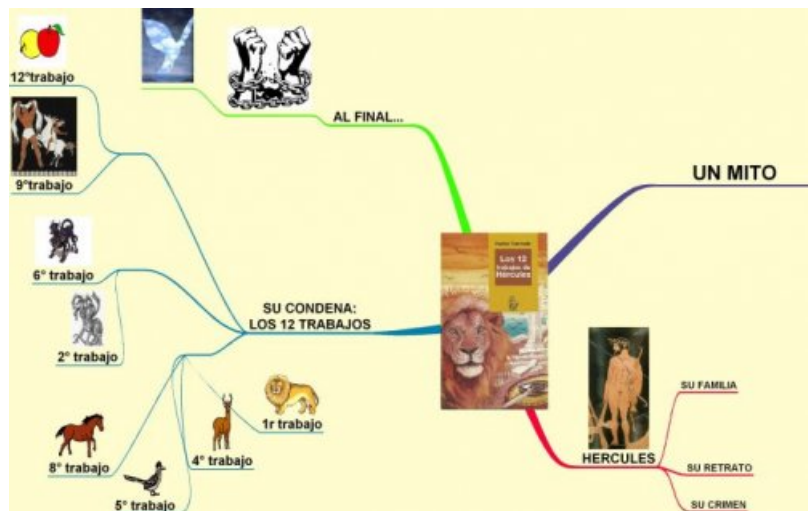 12°trabajo
9°trabajo
6° trabajo
2° trabajo
8° trabajo
5° trabajo
4° trabajo
1r trabajo
SU CONDENA:
LOS 12 TRABAJOS
AL FINAL...
Los 12
trabajos de
Hércules
UN MITO
HERCULES
SU FAMILIA
SU RETRATO
SU CRIMEN